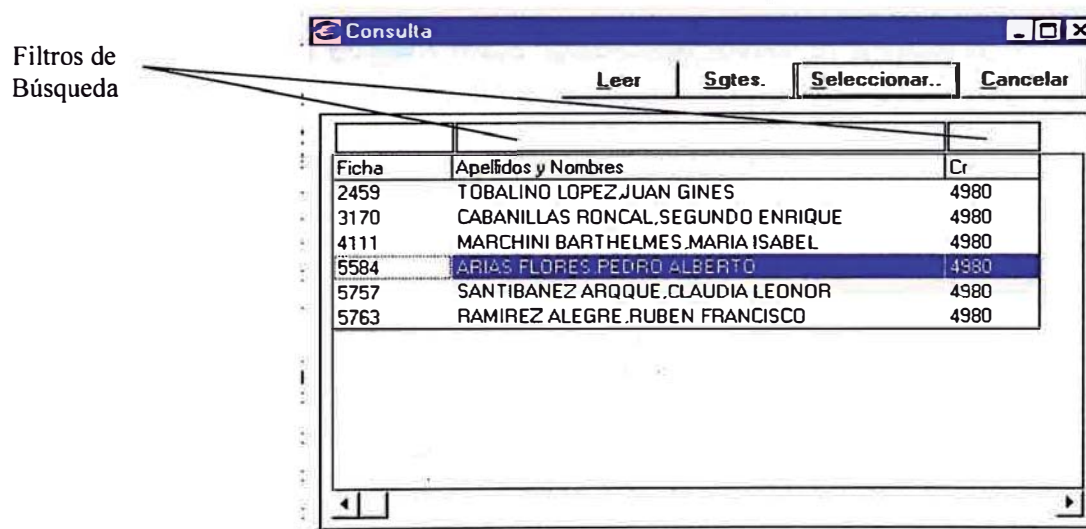 Filtros de
Búsqueda
Consulta
Leer Sgtes. Seleccionar.. Cancelar
Ficha Apellidos y Nombres Cr
2459 TOBALINO LOPEZ,JUAN GINES 4980
3170 CABANILLAS RONCAL,SEGUNDO ENRIQUE 4980
4111 MARCHINI BARTHELMES,MARIA ISABEL 4980
5584 ARIAS FLORES,PEDRO ALBERTO 4980
5757 SANTIBANEZ ARQQUE,CLAUDIA LEONOR 4980
5763 RAMIREZ ALEGRE,RUBEN FRANCISCO 4980